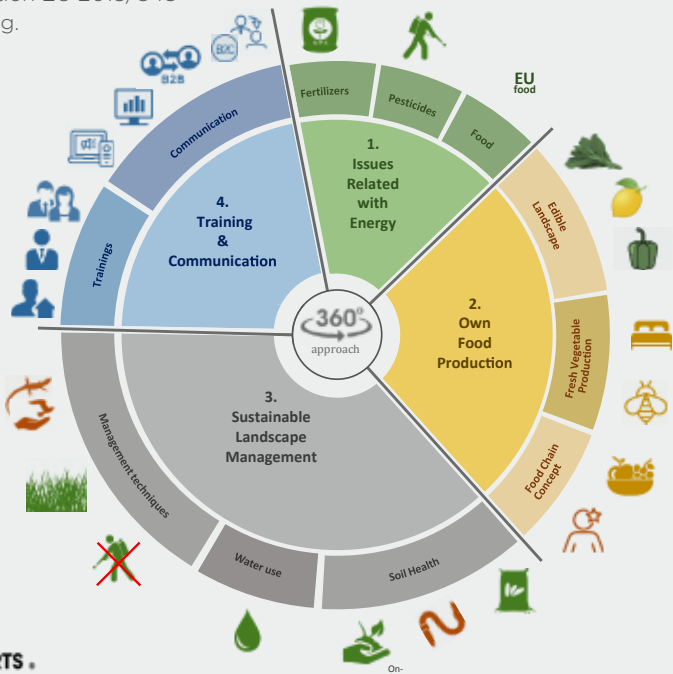 g.
B2C
B2B
EU
food
Fertilizers
Pesticides
Food
Communication
Trainings
1.
Issues
Related
with
Energy
4.
Training
&
Communication
Edible
Landscape
Fresh Vegetable
Production
Food Chain
Concept
2.
Own
Food
Production
360°
approach
3.
Sustainable
Landscape
Management
Management techniques
Water use
Soil Health
RTS .
On-